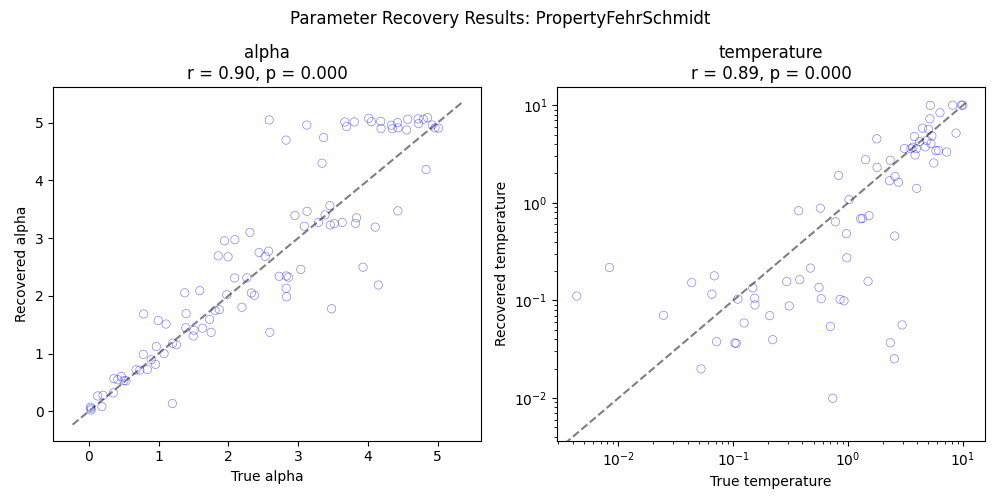 Parameter Recovery Results: PropertyFehrSchmidt
alpha
r = 0.90, p = 0.000
temperature
r = 0.89, p = 0.000
Recovered alpha
5
4
3
2
1
0
0 1 2 3 4 5
True alpha
Recovered temperature
10¹
10⁰
10⁻¹
10⁻²
10⁻² 10⁻¹ 10⁰ 10¹
True temperature